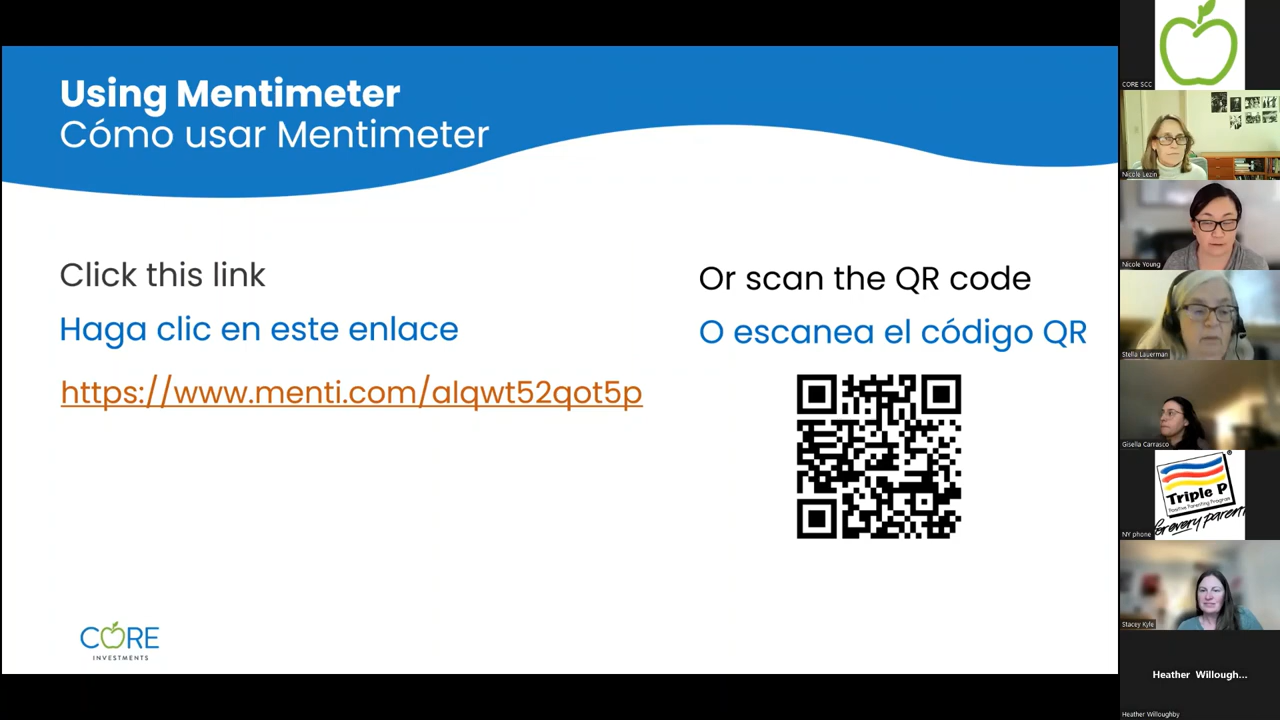 Using Mentimeter
Cómo usar Mentimeter
Click this link
Haga clic en este enlace
https://www.menti.com/alqwt52qot5p
Or scan the QR code
O escanea el código QR
CORE
INVESTMENTS
CORE SCC
Nicole Lezin
Nicole Young
Stella Lauerman
Gisella Carrasco
Triple P
Positive Parenting Program
for every parent
NY phone
Stacey Kyle
Heather Willough...
Heather Willoughby